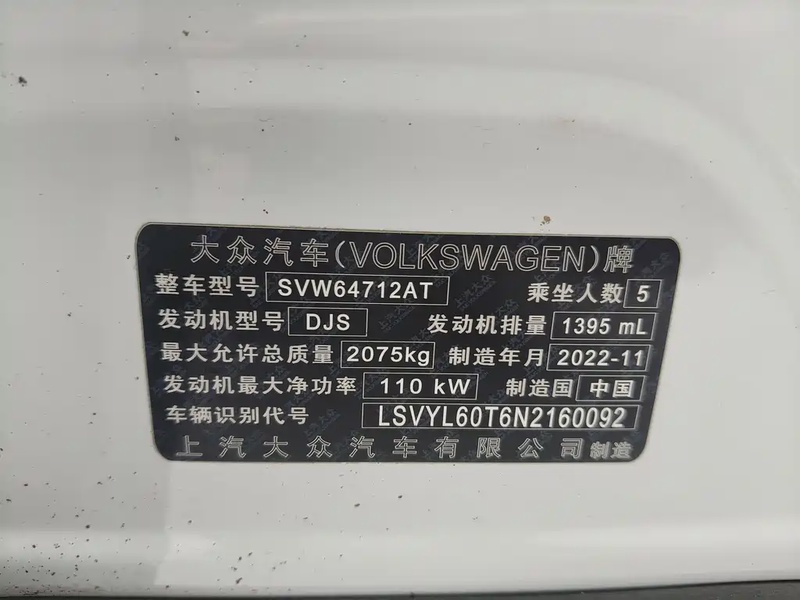 大众汽车(VOLKSWAGEN)牌
整车型号 SVW64712AT 乘坐人数 5
发动机型号 DJS 发动机排量 1395 mL
最大允许总质量 2075kg 制造年月 2022-11
发动机最大净功率 110 kW 制造国 中国
车辆识别代号 LSVYL60T6N2160092
上汽大众汽车有限公司 制造